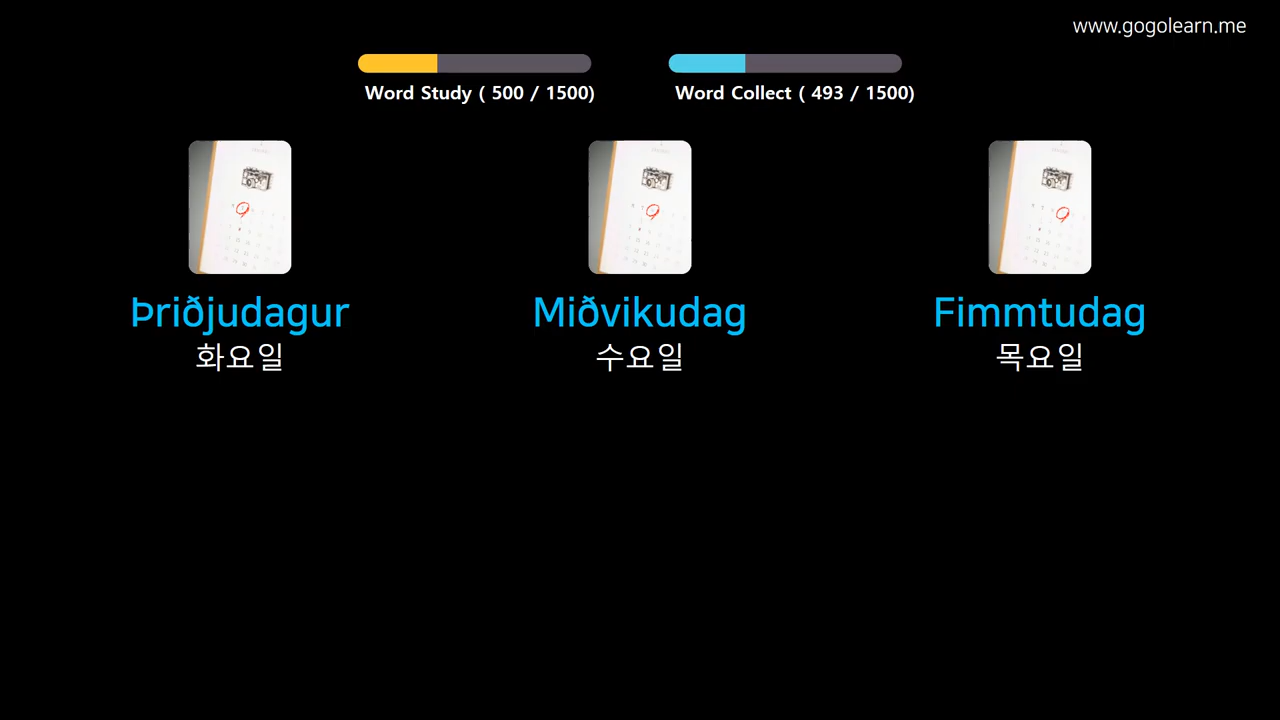 www.gogolearn.me
Word Study ( 500 / 1500)
Word Collect ( 493 / 1500)
Þriðjudagur
Miðvikudag
Fimmtudag
화요일
수요일
목요일